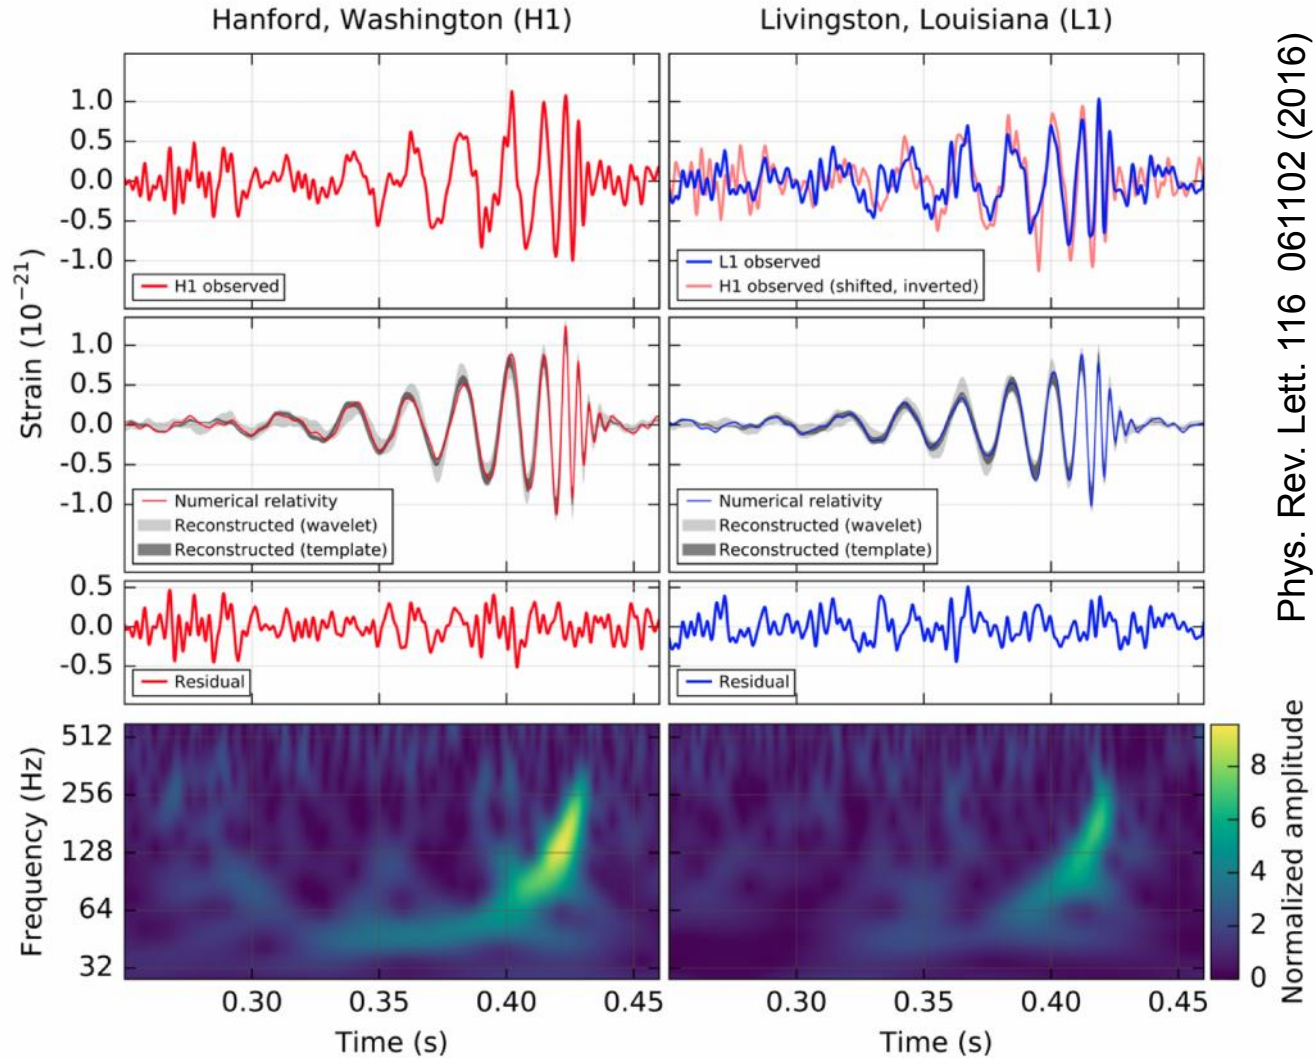 Hanford, Washington (H1)
Livingston, Louisiana (L1)
Strain (10⁻²¹)
1.0
0.5
0.0
-0.5
-1.0
H1 observed
L1 observed
H1 observed (shifted, inverted)
1.0
0.5
0.0
-0.5
-1.0
Numerical relativity
Reconstructed (wavelet)
Reconstructed (template)
Numerical relativity
Reconstructed (wavelet)
Reconstructed (template)
0.5
0.0
-0.5
Residual
Residual
Frequency (Hz)
512
256
128
64
32
0.30
0.35
0.40
0.45
Time (s)
0.30
0.35
0.40
0.45
Time (s)
8
6
4
2
0
Normalized amplitude
Phys. Rev. Lett. 116 061102 (2016)